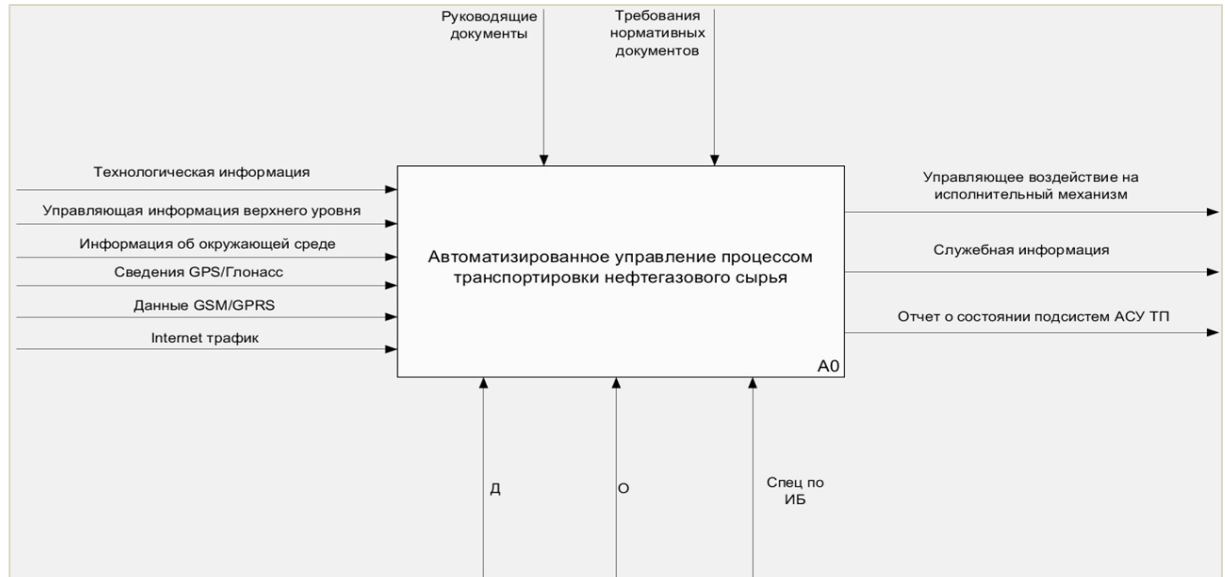 Руководящие
документы
Требования
нормативных
документов
Технологическая информация
Управляющая информация верхнего уровня
Информация об окружающей среде
Сведения GPS/Глонасс
Данные GSM/GPRS
Internet трафик
Автоматизированное управление процессом
транспортировки нефтегазового сырья
A0
Управляющее воздействие на
исполнительный механизм
Служебная информация
Отчет о состоянии подсистем АСУ ТП
Д
О
Спец по
ИБ